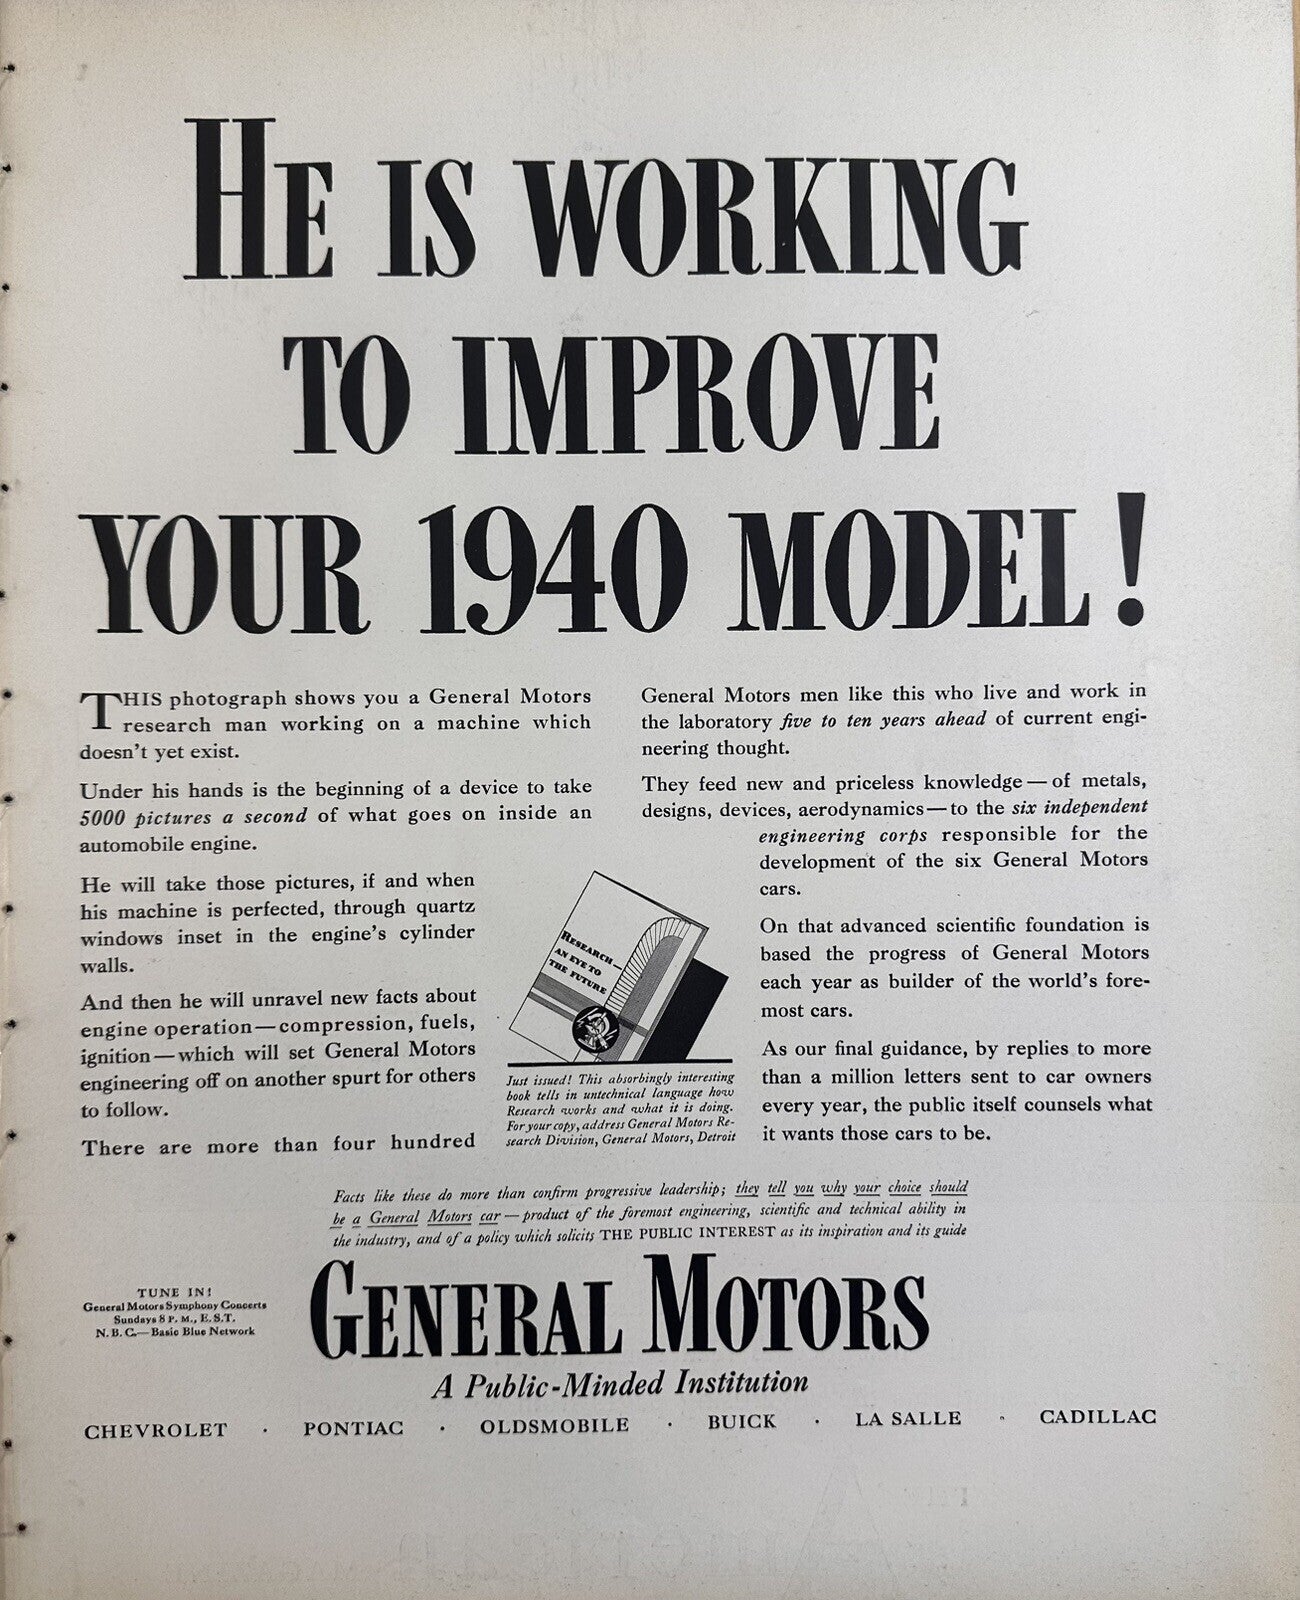 HE IS WORKING
TO IMPROVE
YOUR 1940 MODEL!
THIS photograph shows you a General Motors
research man working on a machine which
doesn't yet exist.
Under his hands is the beginning of a device to take
5000 pictures a second of what goes on inside an
automobile engine.
He will take those pictures, if and when
his machine is perfected, through quartz
windows inset in the engine's cylinder
walls.
And then he will unravel new facts about
engine operation—compression, fuels,
ignition—which will set General Motors
engineering off on another spurt for others
to follow.
There are more than four hundred
General Motors men like this who live and work in
the laboratory five to ten years ahead of current engi-
neering thought.
They feed new and priceless knowledge—of metals,
designs, devices, aerodynamics—to the six independent
engineering corps responsible for the
development of the six General Motors
cars.
On that advanced scientific foundation is
based the progress of General Motors
each year as builder of the world's fore-
most cars.
As our final guidance, by replies to more
than a million letters sent to car owners
every year, the public itself counsels what
it wants those cars to be.
RESEARCH—
AN EYE TO
THE FUTURE
Just issued! This absorbingly interesting
book tells in untechnical language how
Research works and what it is doing.
For your copy, address General Motors Re-
search Division, General Motors, Detroit
Facts like these do more than confirm progressive leadership; they tell you why your choice should
be a General Motors car—product of the foremost engineering, scientific and technical ability in
the industry, and of a policy which solicits THE PUBLIC INTEREST as its inspiration and its guide
TUNE IN!
General Motors Symphony Concerts
Sundays 8 P. M., E. S. T.
N. B. C.—Basic Blue Network
GENERAL MOTORS
A Public-Minded Institution
CHEVROLET · PONTIAC · OLDSMOBILE · BUICK · LA SALLE · CADILLAC